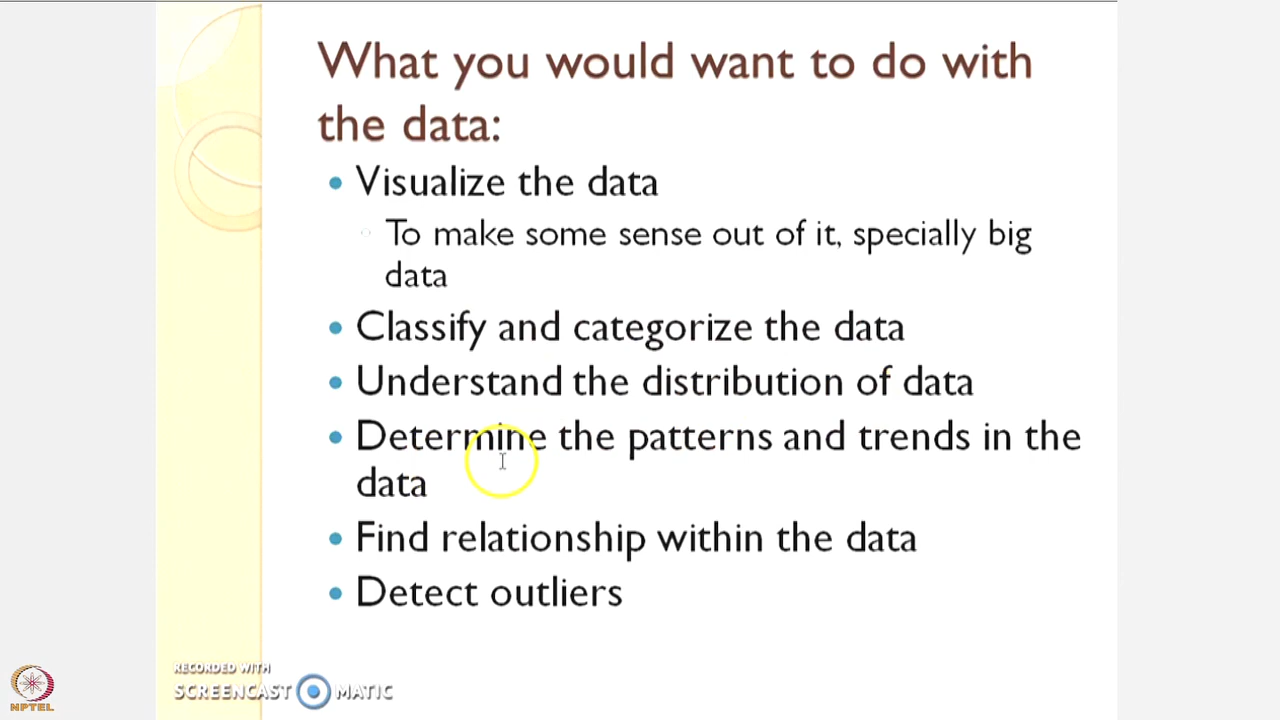 What you would want to do with
the data:
Visualize the data
To make some sense out of it, specially big
data
Classify and categorize the data
Understand the distribution of data
Determine the patterns and trends in the
data
Find relationship within the data
Detect outliers
RECORDED WITH
SCREENCAST MATIC
NPTEL